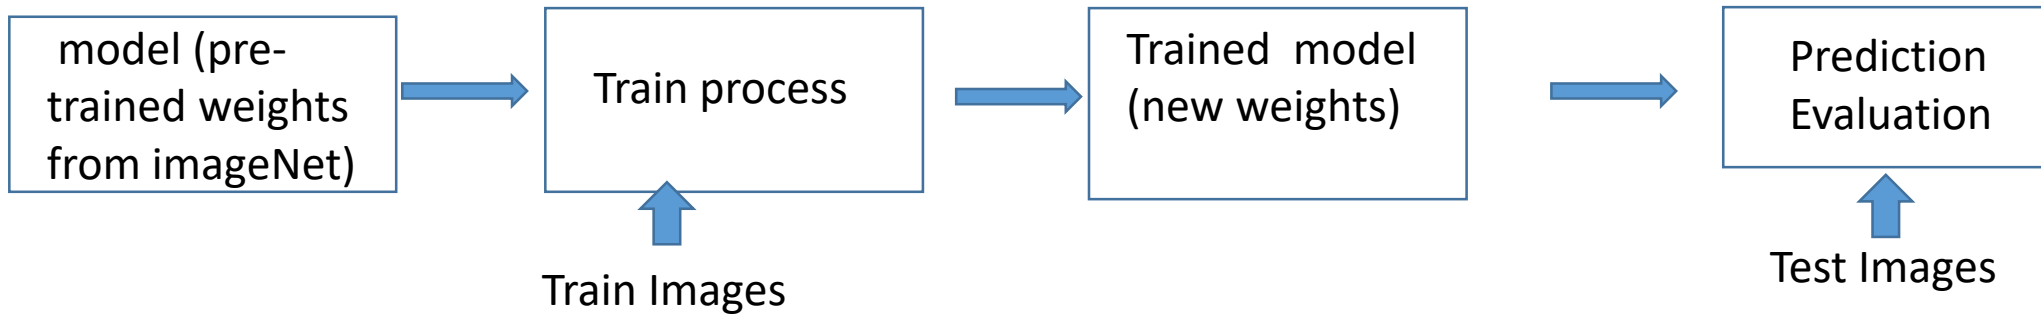 model (pre-
trained weights
from imageNet)
Train process
Trained model
(new weights)
Prediction
Evaluation
Train Images
Test Images